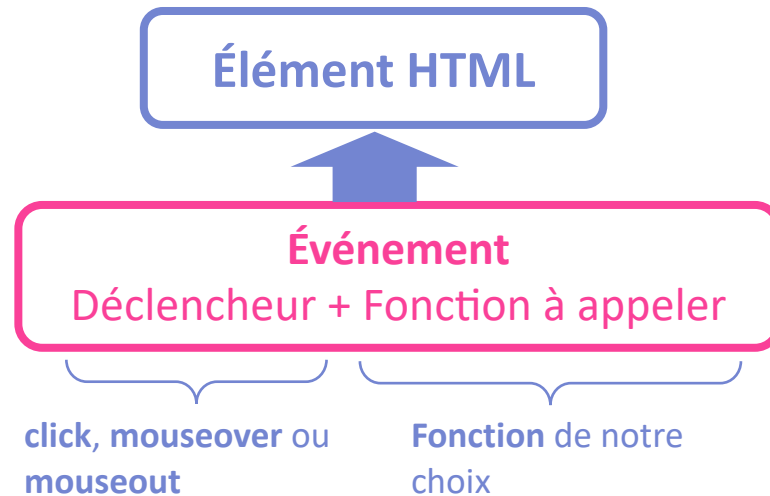 Élément HTML
Événement
Déclencheur + Fonction à appeler
click, mouseover ou
mouseout
Fonction de notre
choix